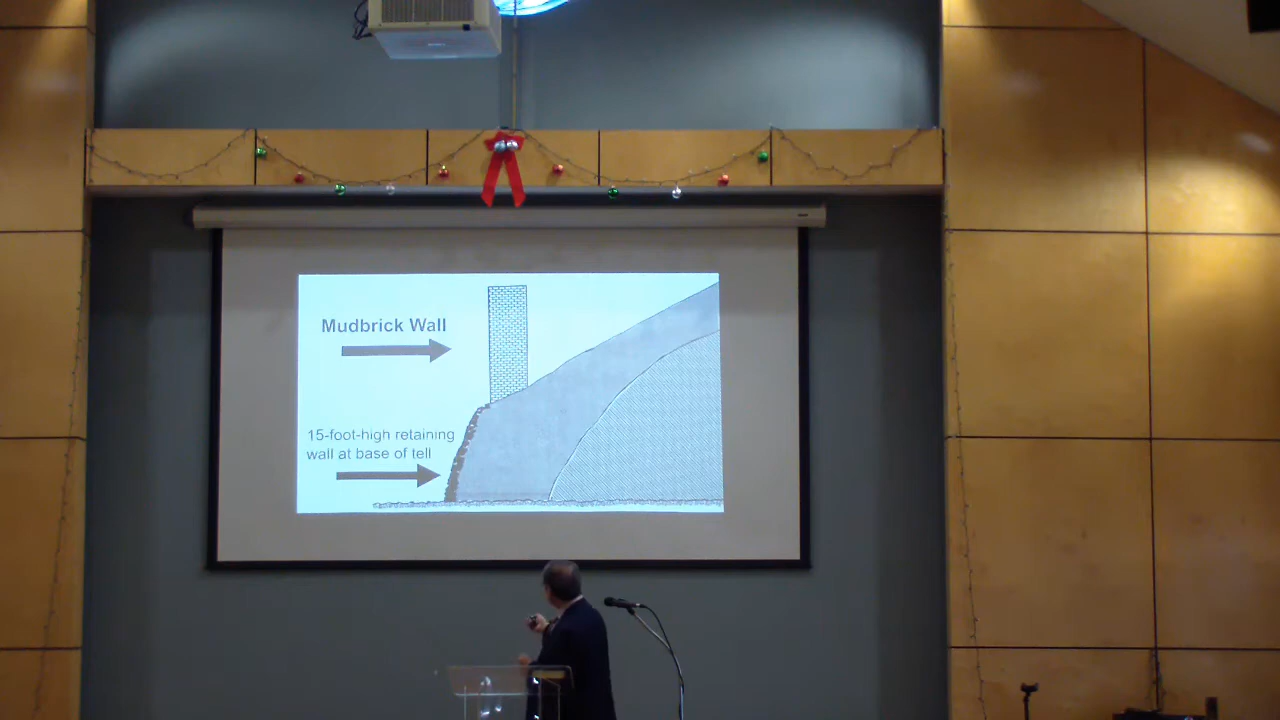 Mudbrick Wall
15-foot-high retaining
wall at base of tell